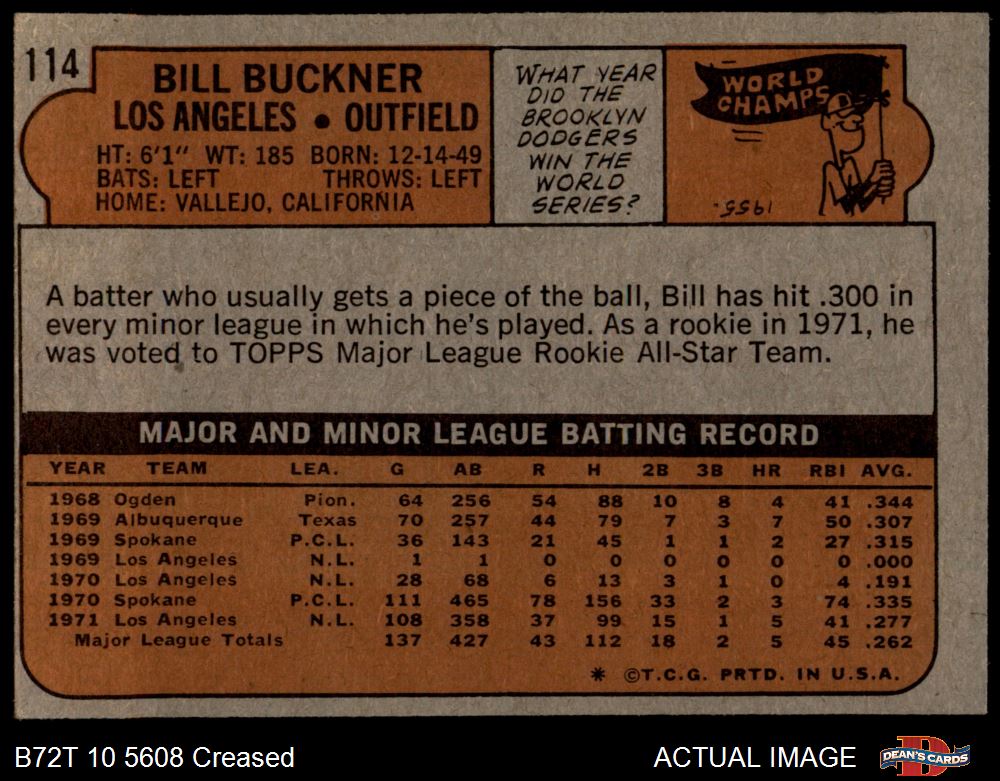 114
BILL BUCKNER
LOS ANGELES • OUTFIELD
HT: 6'1" WT: 185 BORN: 12-14-49
BATS: LEFT THROWS: LEFT
HOME: VALLEJO, CALIFORNIA
WHAT YEAR
DID THE
BROOKLYN
DODGERS
WIN THE
WORLD
SERIES?
WORLD
CHAMPS
1955.
A batter who usually gets a piece of the ball, Bill has hit .300 in
every minor league in which he's played. As a rookie in 1971, he
was voted to TOPPS Major League Rookie All-Star Team.
MAJOR AND MINOR LEAGUE BATTING RECORD
YEAR TEAM LEA. G AB R H 2B 3B HR RBI AVG.
1968 Ogden Pion. 64 256 54 88 10 8 4 41 .344
1969 Albuquerque Texas 70 257 44 79 7 3 7 50 .307
1969 Spokane P.C.L. 36 143 21 45 1 1 2 27 .315
1969 Los Angeles N.L. 1 1 0 0 0 0 0 0 .000
1970 Los Angeles N.L. 28 68 6 13 3 1 0 4 .191
1970 Spokane P.C.L. 111 465 78 156 33 2 3 74 .335
1971 Los Angeles N.L. 108 358 37 99 15 1 5 41 .277
Major League Totals 137 427 43 112 18 2 5 45 .262
* ©T.C.G. PRTD. IN U.S.A.
B72T 10 5608 Creased
ACTUAL IMAGE
DEAN'S CARDS